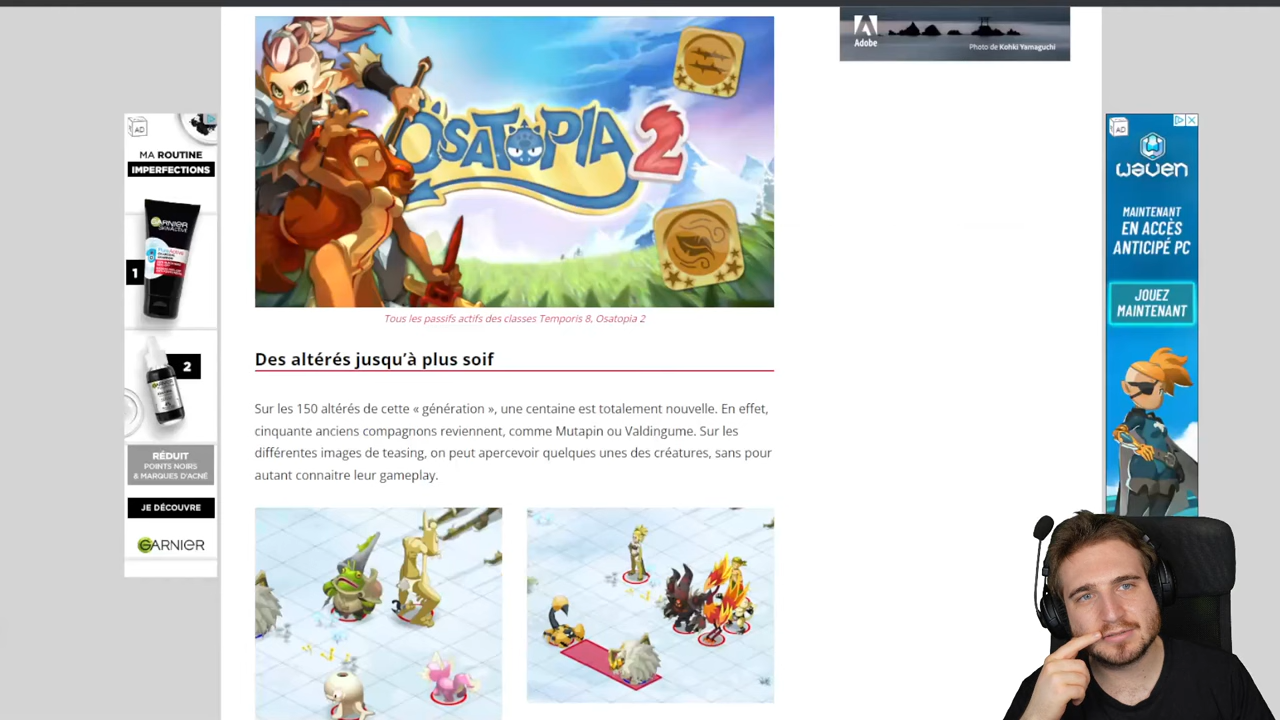 Adobe
Photo de Kohki Yamaguchi
OSATOPIA 2
Tous les passifs actifs des classes Temporis 8, Osatopia 2
Des altérés jusqu'à plus soif
Sur les 150 altérés de cette « génération », une centaine est totalement nouvelle. En effet,
cinquante anciens compagnons reviennent, comme Mutapin ou Valdingume. Sur les
différentes images de teasing, on peut apercevoir quelques unes des créatures, sans pour
autant connaitre leur gameplay.
AD
MA ROUTINE
IMPERFECTIONS
GARNIER
1
2
RÉDUIT
POINTS NOIRS
& MARQUES D'ACNÉ
JE DÉCOUVRE
GARNIER
AD
WAVEN
MAINTENANT
EN ACCÈS
ANTICIPÉ PC
JOUEZ
MAINTENANT